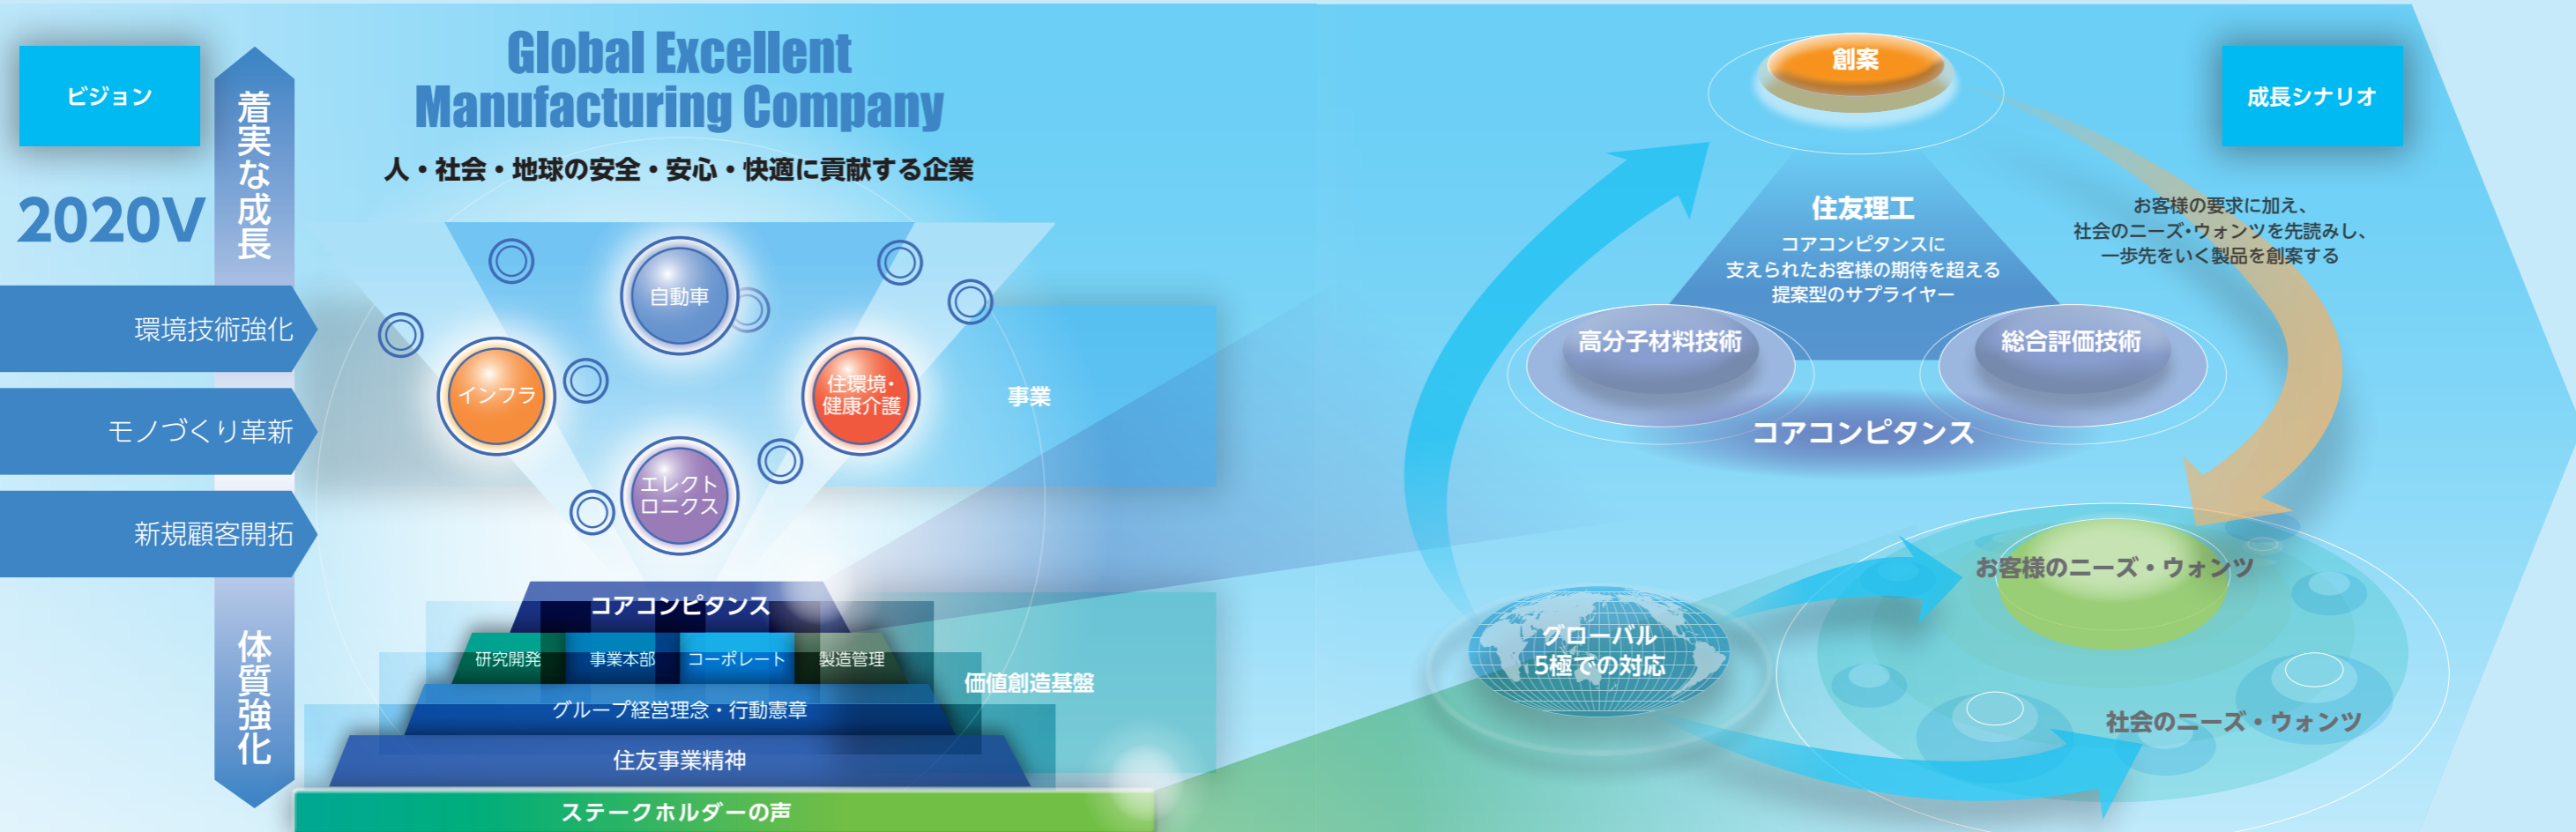 ビジョン
2020V
着実な成長
環境技術強化
モノづくり革新
新規顧客開拓
体質強化
Global Excellent
Manufacturing Company
人・社会・地球の安全・安心・快適に貢献する企業
自動車
インフラ
住環境・
健康介護
エレクト
ロニクス
事業
コアコンピタンス
研究開発 事業本部 コーポレート 製造管理
グループ経営理念・行動憲章
住友事業精神
価値創造基盤
ステークホルダーの声
成長シナリオ
創案
住友理工
コアコンピタンスに
支えられたお客様の期待を超える
提案型のサプライヤー
お客様の要求に加え、
社会のニーズ・ウォンツを先読みし、
一歩先をいく製品を創案する
高分子材料技術
総合評価技術
コアコンピタンス
グローバル
5極での対応
お客様のニーズ・ウォンツ
社会のニーズ・ウォンツ